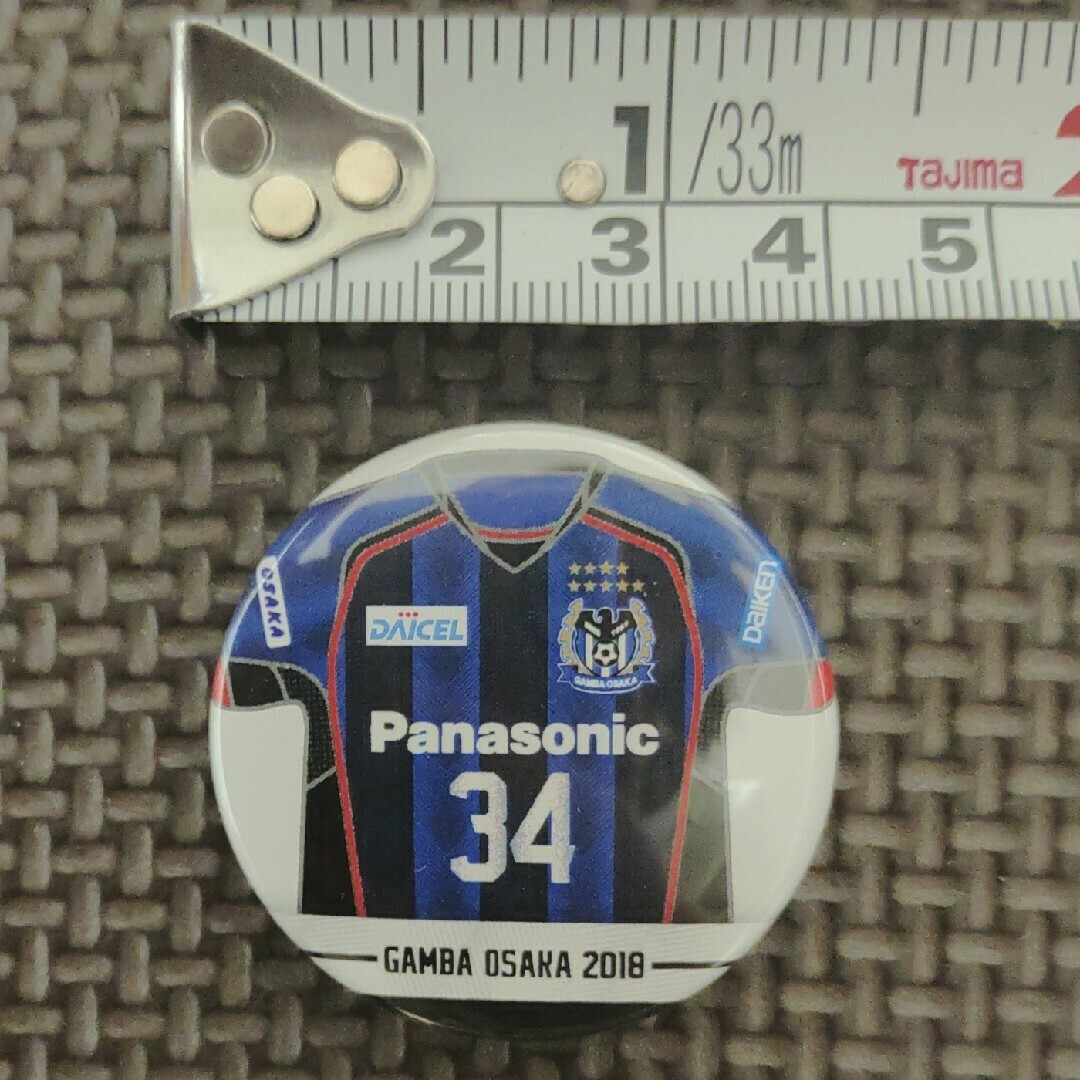 1 /33m TAJIMA 2
2 3 4 5
OSAKA
DAIKEN
DAICEL
GAMBA OSAKA
Panasonic
34
GAMBA OSAKA 2018